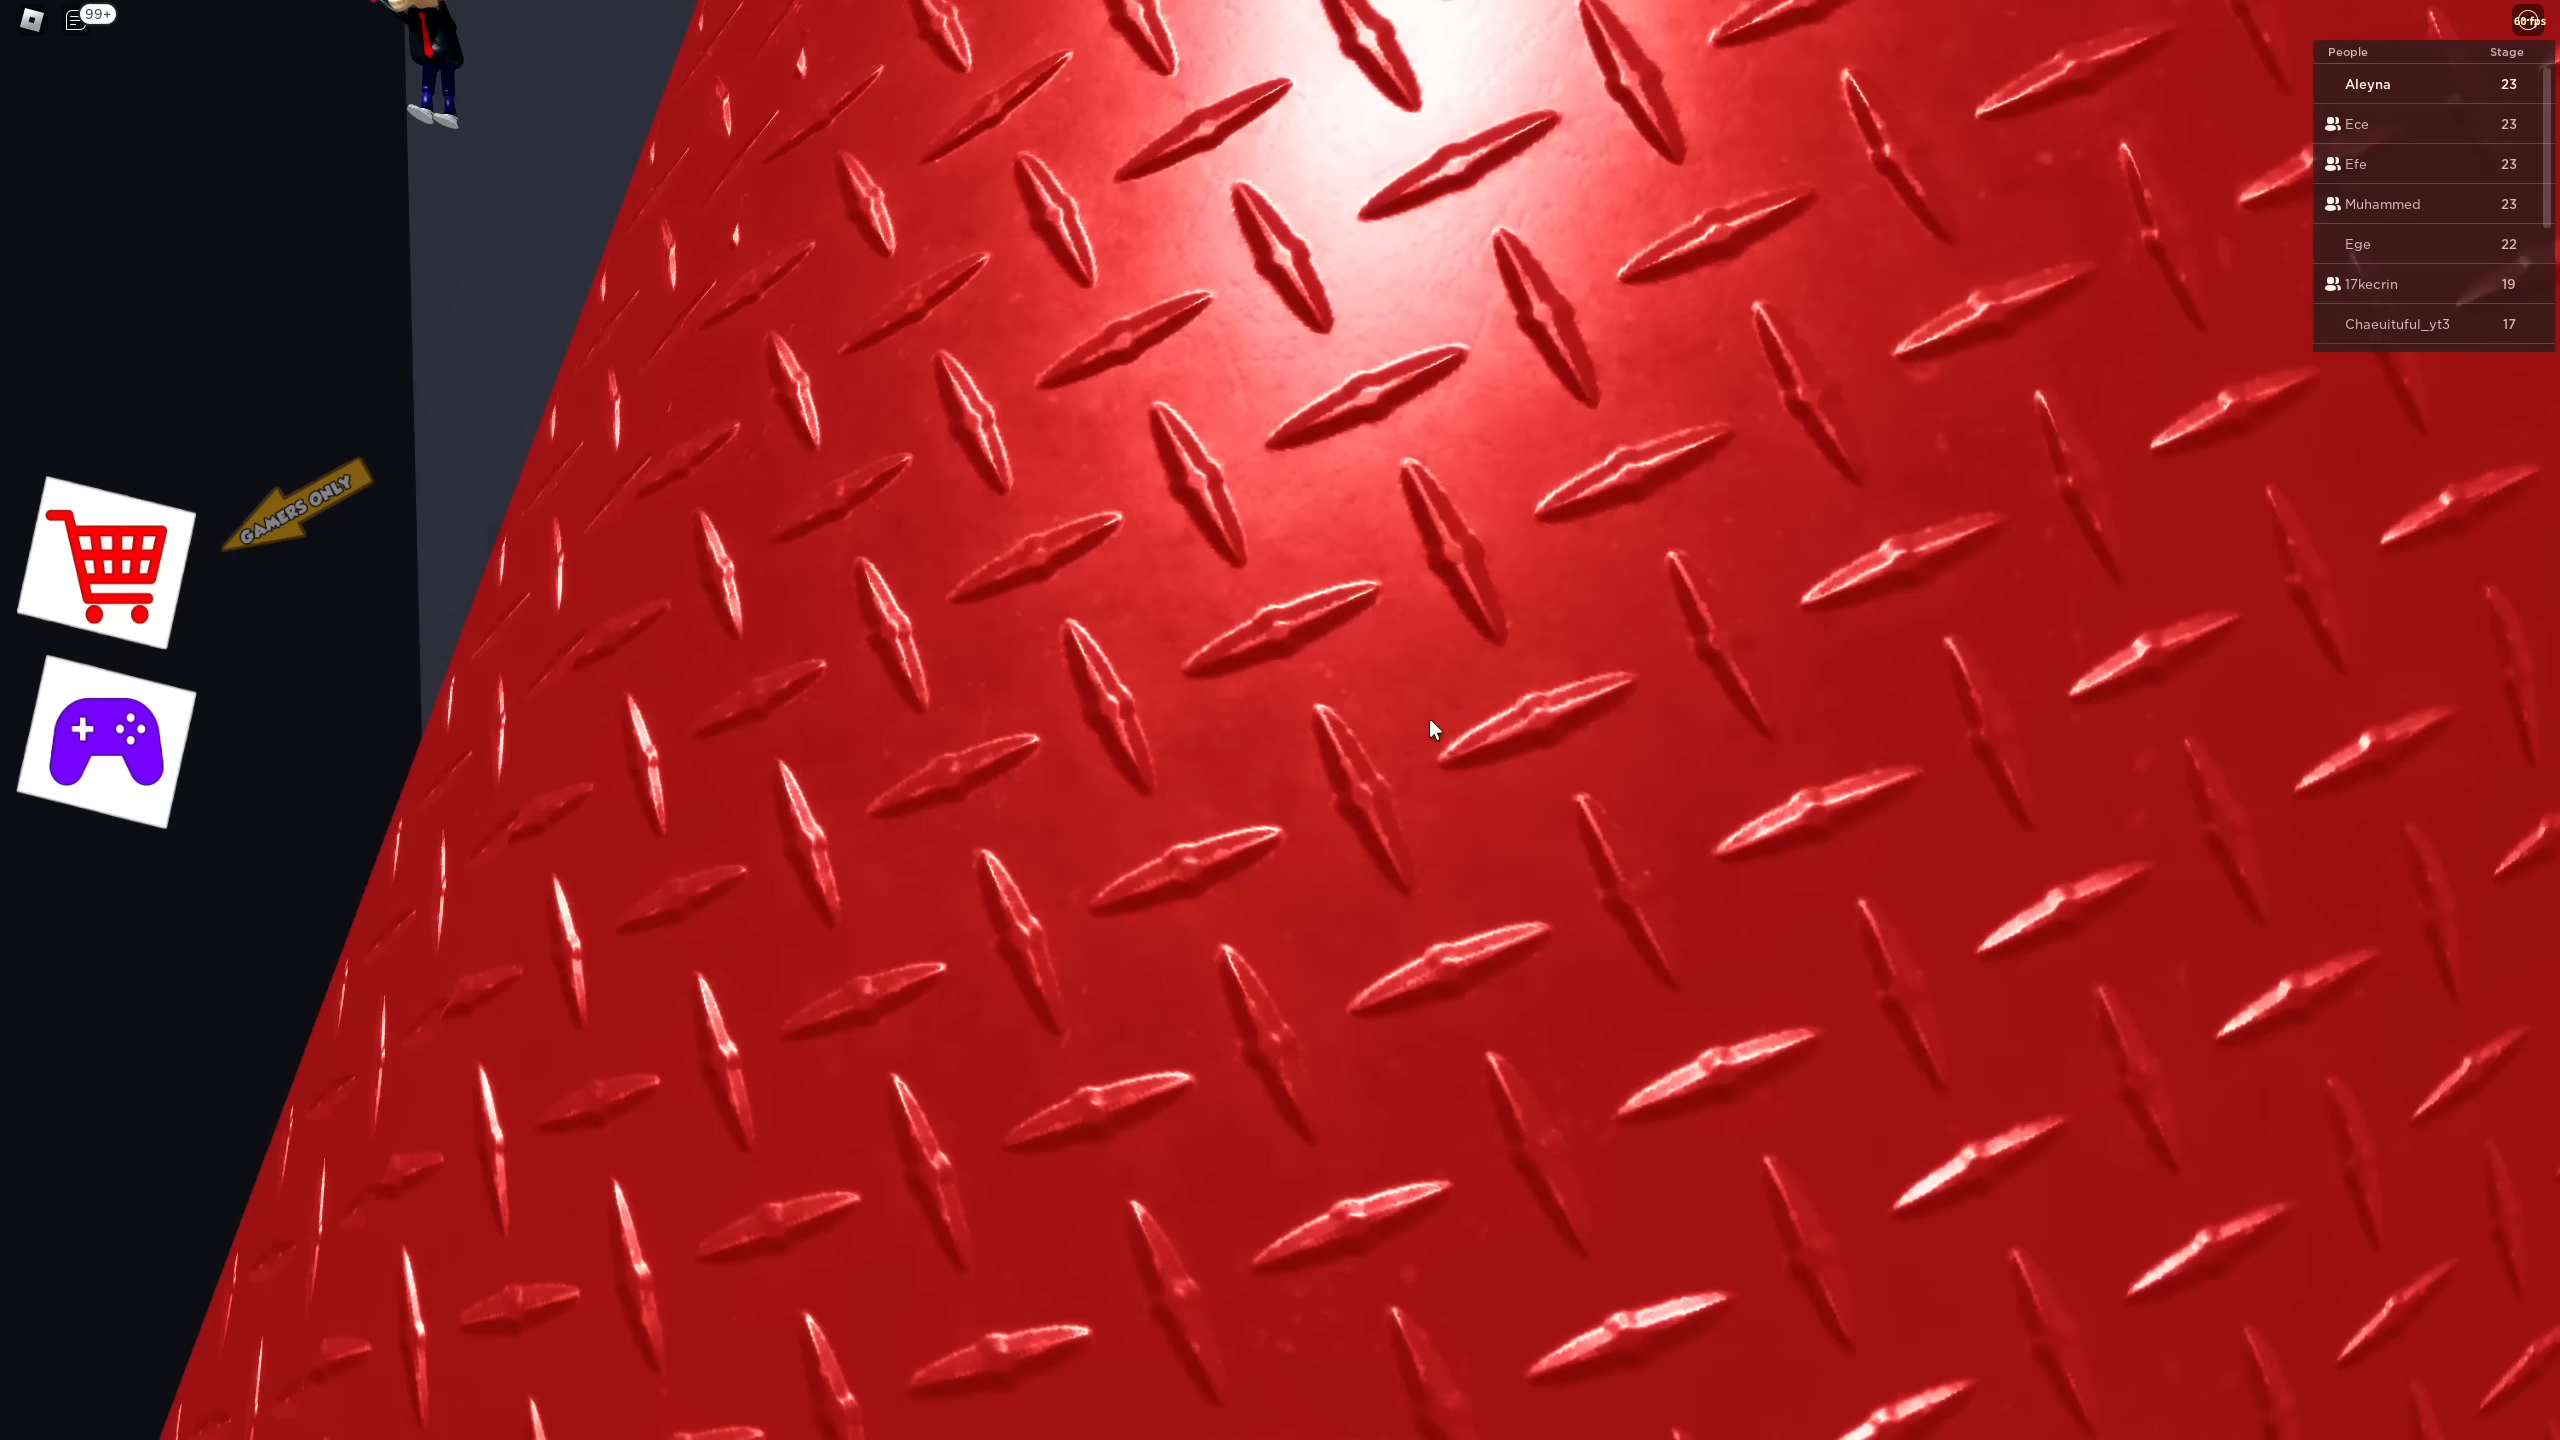 99+
60 fps
People Stage
Aleyna 23
Ece 23
Efe 23
Muhammed 23
Ege 22
17kecrin 19
Chaeuituful_yt3 17
GAMERS ONLY